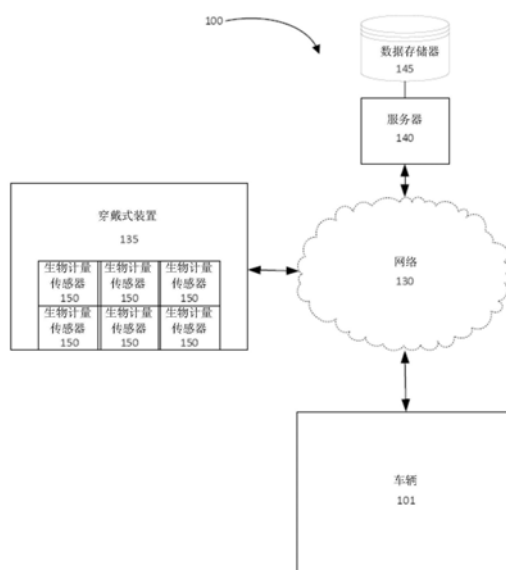 100
数据存储器
145
服务器
140
穿戴式装置
135
生物计量
传感器
150
生物计量
传感器
150
生物计量
传感器
150
生物计量
传感器
150
生物计量
传感器
150
生物计量
传感器
150
网络
130
车辆
101